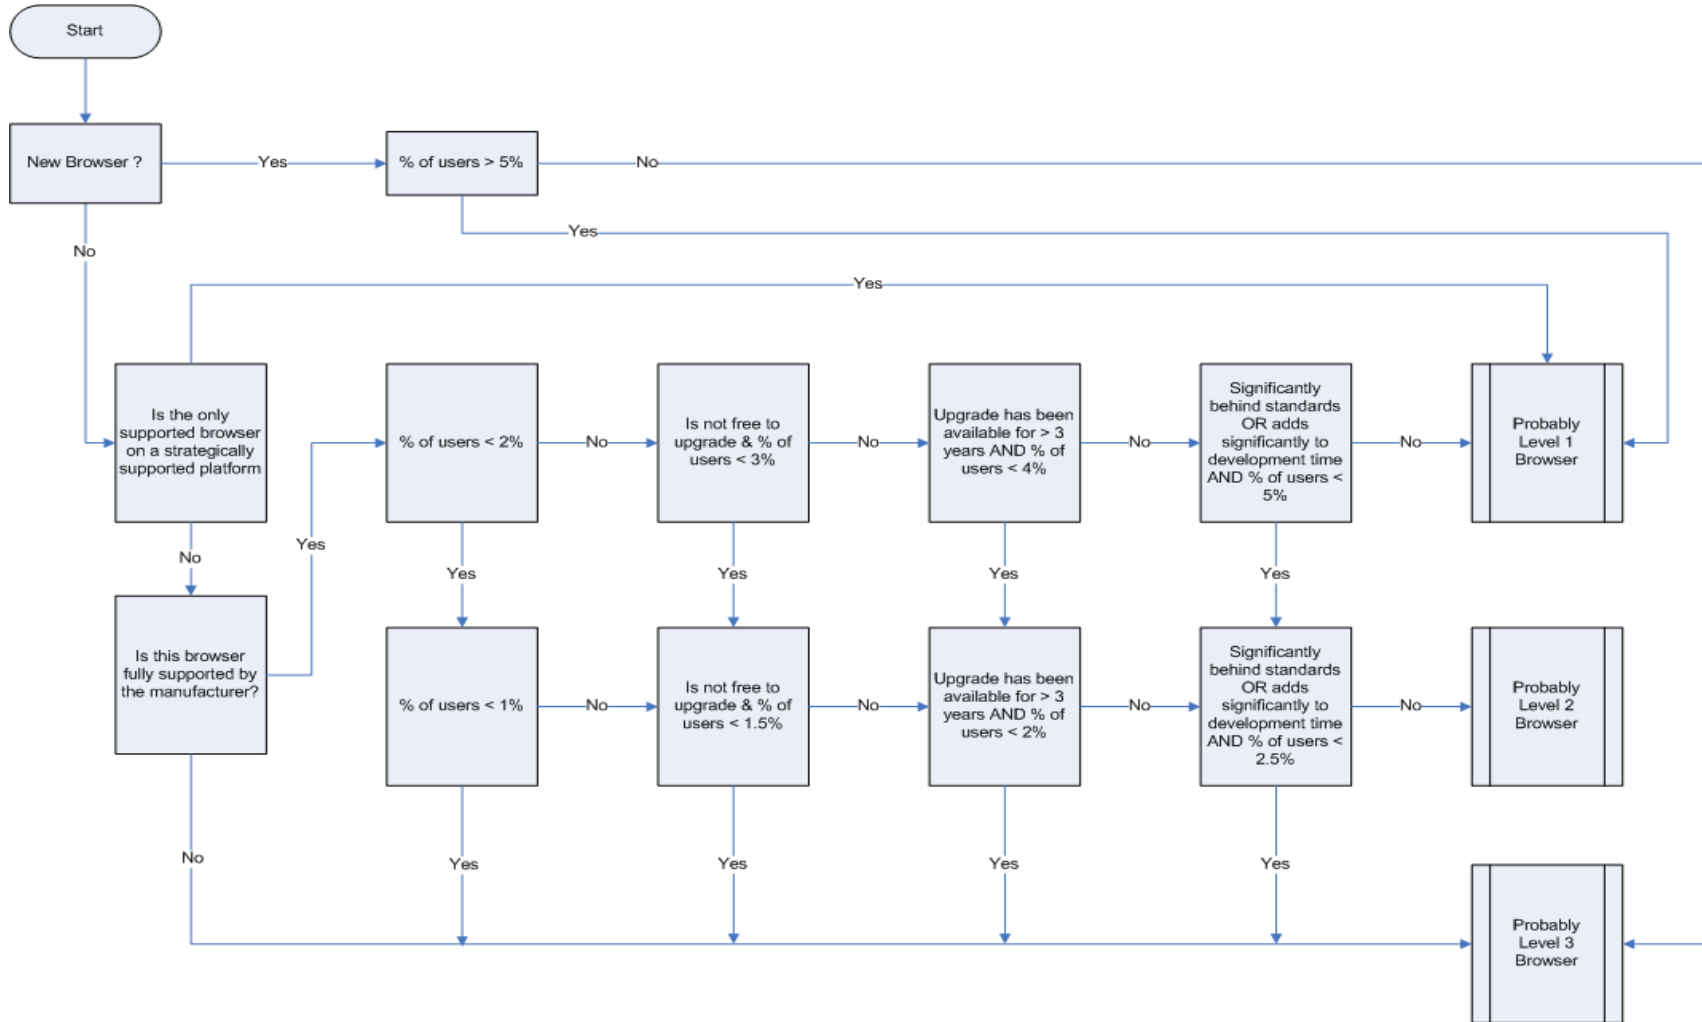 Start
New Browser ?
Yes
% of users > 5%
No
Yes
No
Yes
Is the only
supported browser
on a strategically
supported platform
% of users < 2%
No
Is not free to
upgrade & % of
users < 3%
No
Upgrade has been
available for > 3
years AND % of
users < 4%
No
Significantly
behind standards
OR adds
significantly to
development time
AND % of users <
5%
No
Probably
Level 1
Browser
No
Yes
Yes
Yes
Yes
Yes
Is this browser
fully supported by
the manufacturer?
% of users < 1%
No
Is not free to
upgrade & % of
users < 1.5%
No
Upgrade has been
available for > 3
years AND % of
users < 2%
No
Significantly
behind standards
OR adds
significantly to
development time
AND % of users <
2.5%
No
Probably
Level 2
Browser
No
Yes
Yes
Yes
Yes
Probably
Level 3
Browser